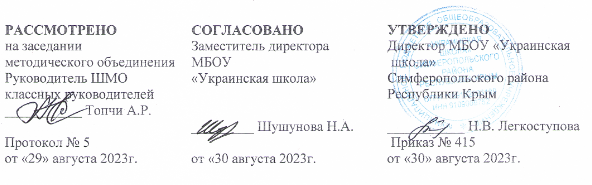 РАССМОТРЕНО
на заседании
методического объединения
Руководитель ШМО
классных руководителей
Топчи А.Р.
Протокол № 5
от «29» августа 2023г.
СОГЛАСОВАНО
Заместитель директора
МБОУ
«Украинская школа»
Шушунова Н.А.
от «30 августа 2023г.
УТВЕРЖДЕНО
Директор МБОУ «Украинская
школа»
Симферопольского района
Республики Крым
Н.В. Легкоступова
Приказ № 415
от «30» августа 2023г.